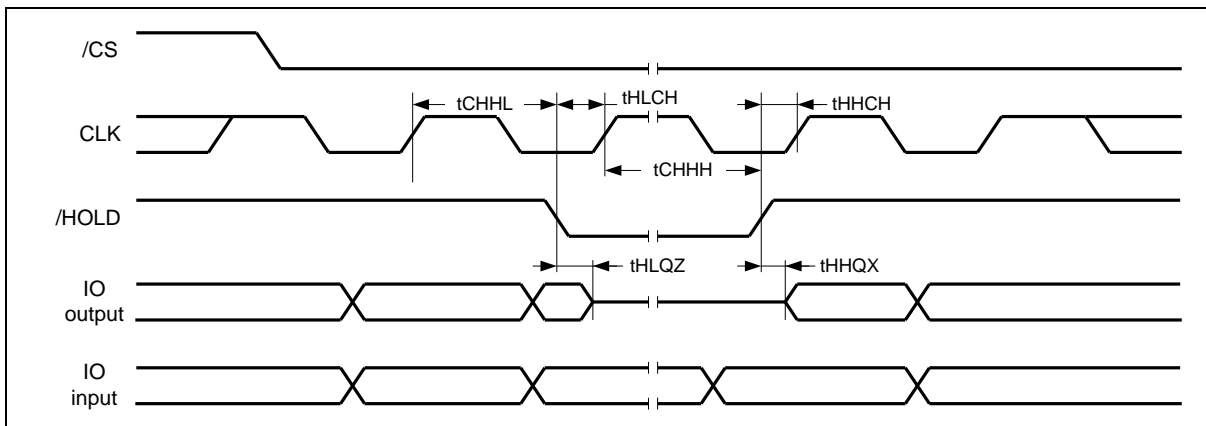 /CS
tCHHL
tHLCH
tHHCH
CLK
tCHHH
/HOLD
tHLQZ
tHHQX
IO
output
IO
input